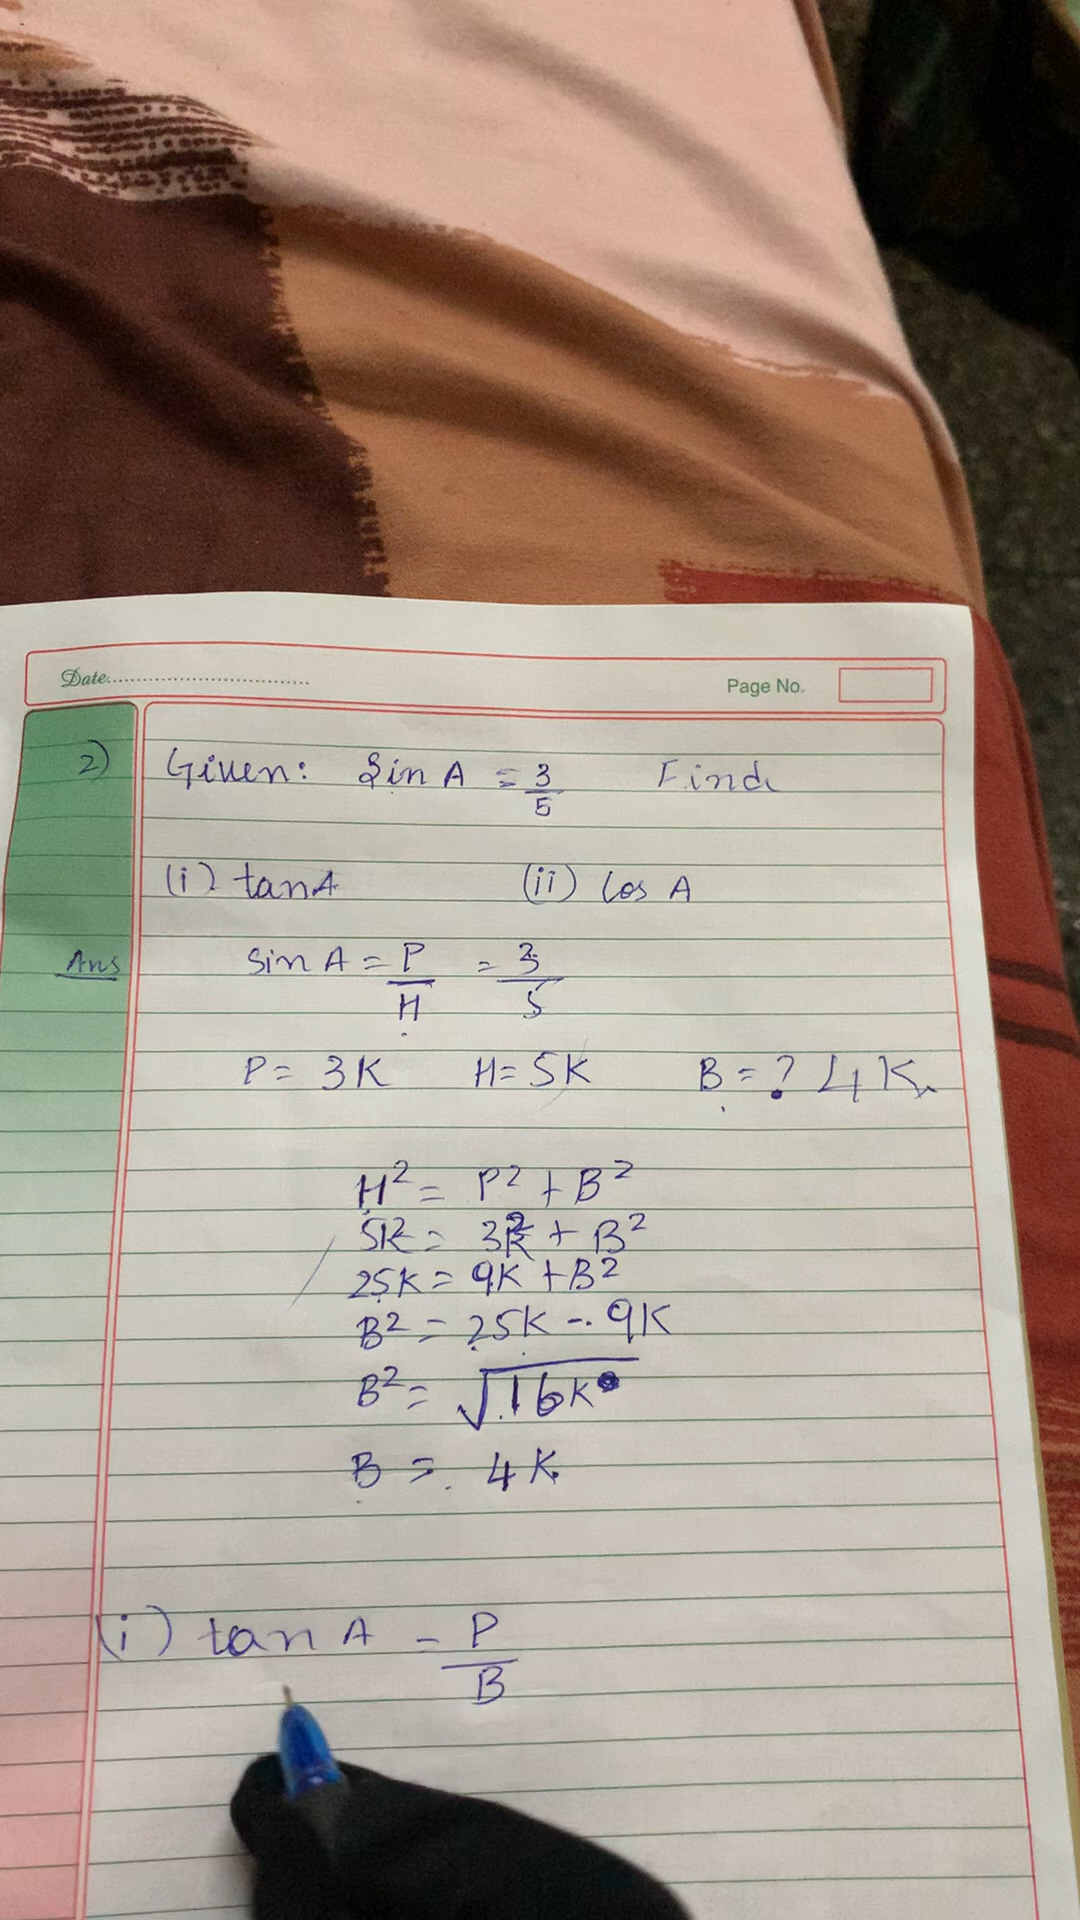 Date..........................................
Page No.
2) Given: Sin A = 3/5 Find
(i) tanA (ii) Cos A
Ans Sin A = P/H = 3/5
P = 3K H = 5K B = ? 4K.
H² = P² + B²
5K² = 3K² + B²
25K = 9K + B²
B² = 25K - 9K
B² = √16K
B = 4K.
(i) tan A = P/B